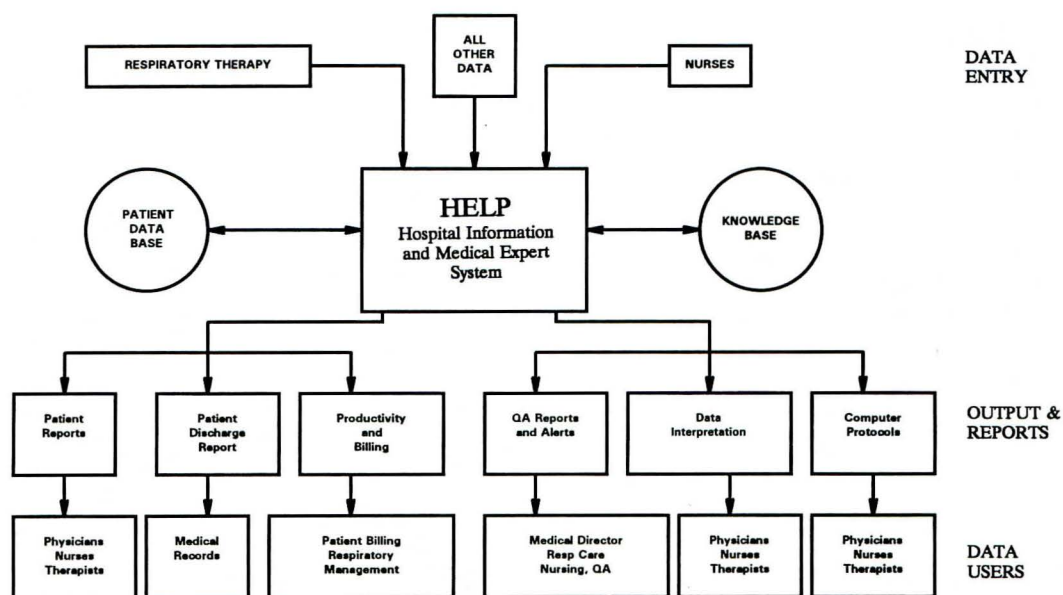 RESPIRATORY THERAPY
ALL
OTHER
DATA
NURSES
DATA
ENTRY
PATIENT
DATA
BASE
HELP
Hospital Information
and Medical Expert
System
KNOWLEDGE
BASE
Patient
Reports
Patient
Discharge
Report
Productivity
and
Billing
QA Reports
and Alerts
Data
Interpretation
Computer
Protocols
OUTPUT &
REPORTS
Physicians
Nurses
Therapists
Medical
Records
Patient Billing
Respiratory
Management
Medical Director
Resp Care
Nursing, QA
Physicians
Nurses
Therapists
Physicians
Nurses
Therapists
DATA
USERS